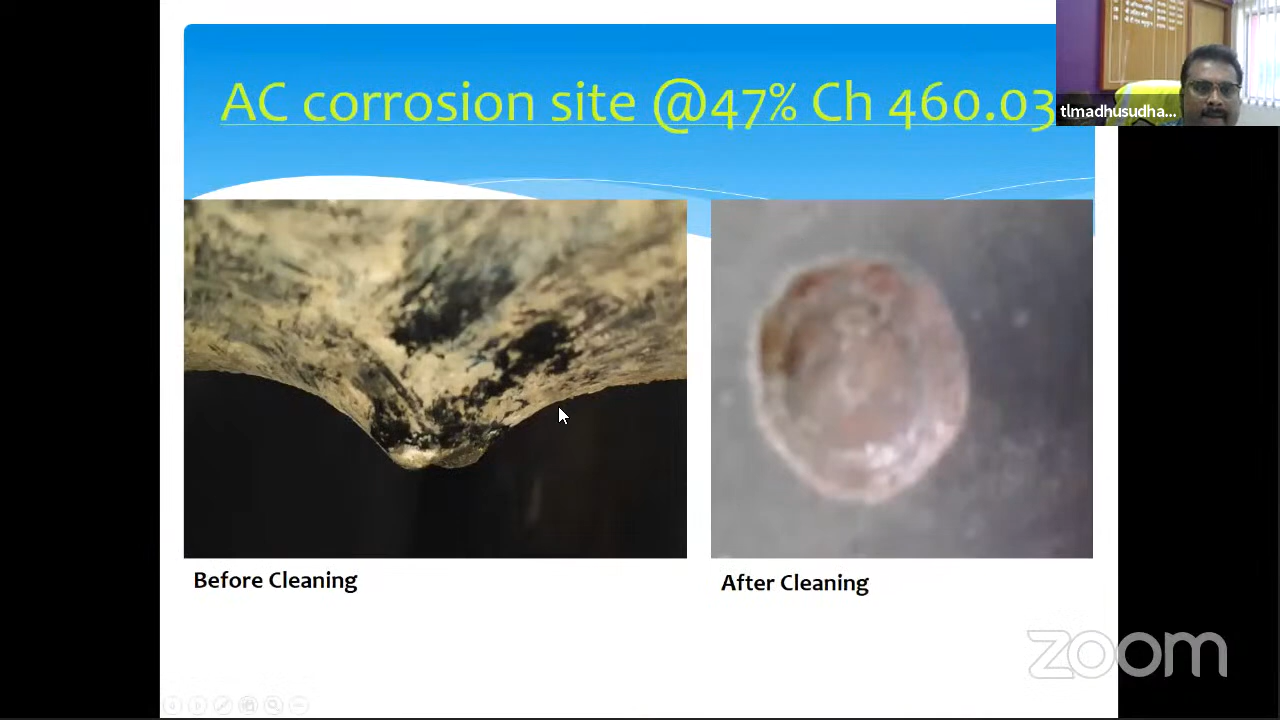 AC corrosion site @47% Ch 460.03
tlmadhusudha...
Before Cleaning
After Cleaning
zoom